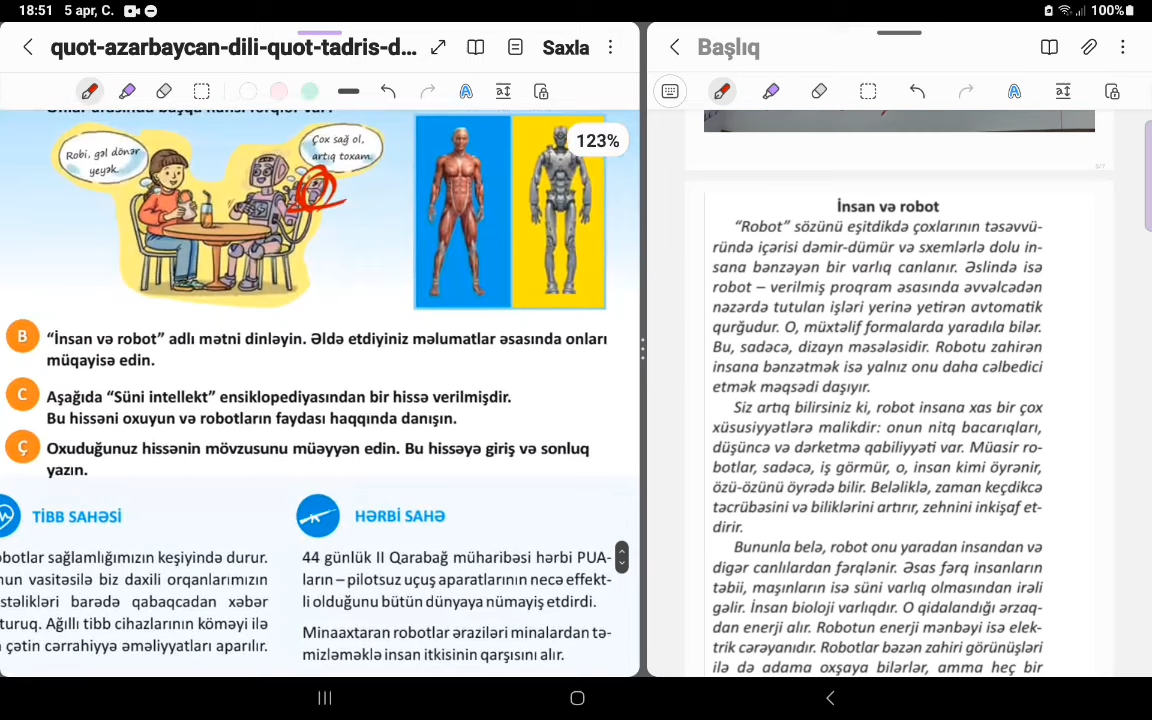 18:51 5 apr, C. 100%
quot-azarbaycan-dili-quot-tadris-d... Saxla
Robi, gəl dönər
yeyək.
Çox sağ ol,
artıq toxam.
123%
B “İnsan və robot” adlı mətni dinləyin. Əldə etdiyiniz məlumatlar əsasında onları
müqayisə edin.
C Aşağıda “Süni intellekt” ensiklopediyasından bir hissə verilmişdir.
Bu hissəni oxuyun və robotların faydası haqqında danışın.
Ç Oxuduğunuz hissənin mövzusunu müəyyən edin. Bu hissəyə giriş və sonluq
yazın.
TİBB SAHƏSİ
obotlar sağlamlığımızın keşiyində durur.
nun vasitəsilə biz daxili orqanlarımızın
stəlikləri barədə qabaqcadan xəbər
turuq. Ağıllı tibb cihazlarının köməyi ilə
çətin cərrahiyyə əməliyyatları aparılır.
HƏRBİ SAHƏ
44 günlük II Qarabağ müharibəsi hərbi PUA-
ların – pilotsuz uçuş aparatlarının necə effekt-
li olduğunu bütün dünyaya nümayiş etdirdi.
Minaaxtaran robotlar əraziləri minalardan tə-
mizləməklə insan itkisinin qarşısını alır.
Başlıq
5/7
İnsan və robot
“Robot” sözünü eşitdikdə çoxlarının təsəvvü-
ründə içərisi dəmir-dümür və sxemlərlə dolu in-
sana bənzəyən bir varlıq canlanır. Əslində isə
robot – verilmiş proqram əsasında əvvəlcədən
nəzərdə tutulan işləri yerinə yetirən avtomatik
qurğudur. O, müxtəlif formalarda yaradıla bilər.
Bu, sadəcə, dizayn məsələsidir. Robotu zahirən
insana bənzətmək isə yalnız onu daha cəlbedici
etmək məqsədi daşıyır.
Siz artıq bilirsiniz ki, robot insana xas bir çox
xüsusiyyətlərə malikdir: onun nitq bacarıqları,
düşüncə və dərketmə qabiliyyəti var. Müasir ro-
botlar, sadəcə, iş görmür, o, insan kimi öyrənir,
özü-özünü öyrədə bilir. Beləliklə, zaman keçdikcə
təcrübəsini və biliklərini artırır, zehnini inkişaf et-
dirir.
Bununla belə, robot onu yaradan insandan və
digər canlılardan fərqlənir. Əsas fərq insanların
təbii, maşınların isə süni varlıq olmasından irəli
gəlir. İnsan bioloji varlıqdır. O qidalandığı ərzaq-
dan enerji alır. Robotun enerji mənbəyi isə elek-
trik cərəyanıdır. Robotlar bəzən zahiri görünüşləri
ilə də adama oxşaya bilərlər, amma heç bir